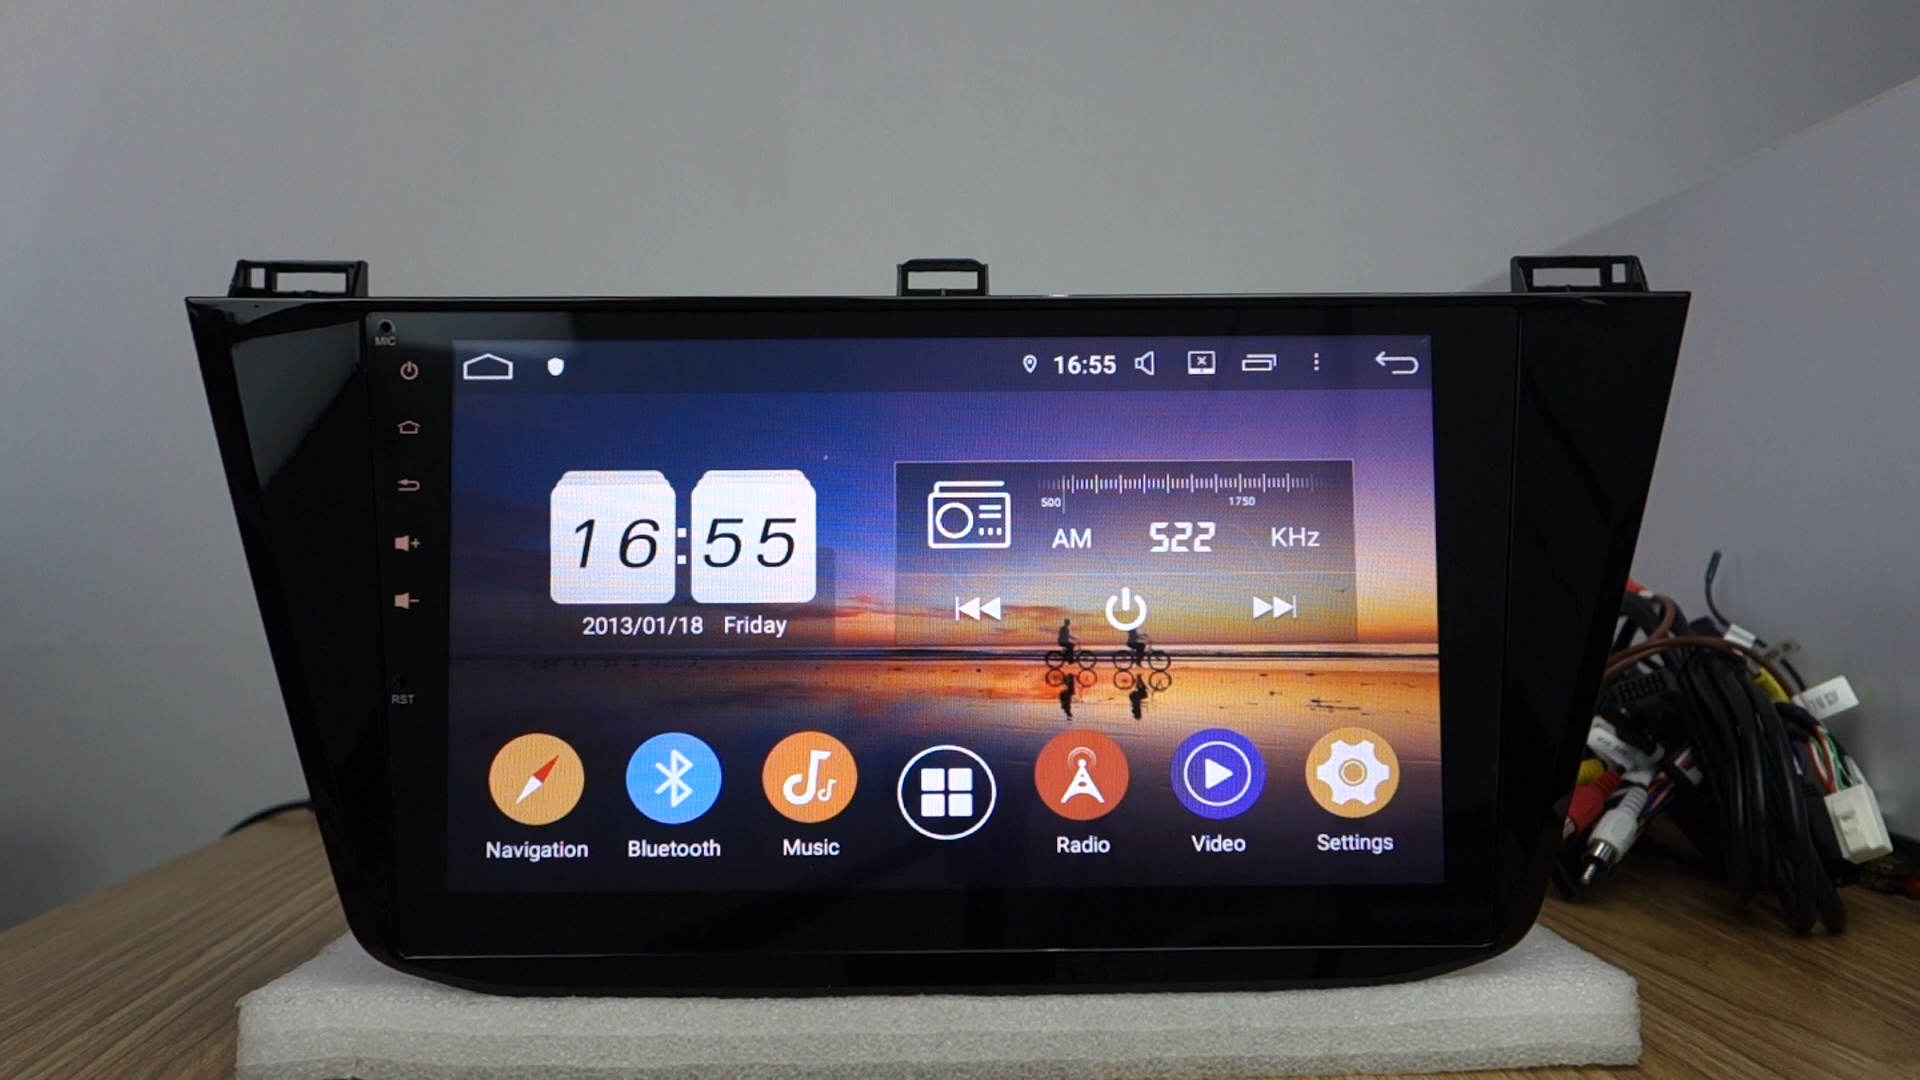 MIC
16:55
16:55
2013/01/18 Friday
500 1750
AM 522 KHz
RST
Navigation Bluetooth Music Radio Video Settings